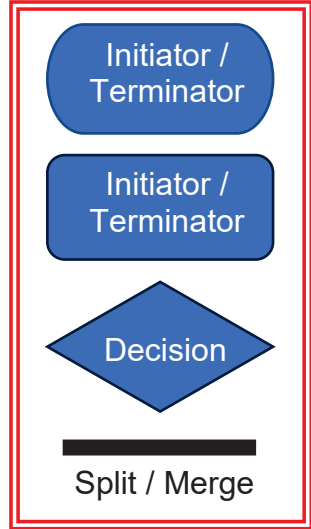 Initiator /
Terminator
Initiator /
Terminator
Decision
Split / Merge